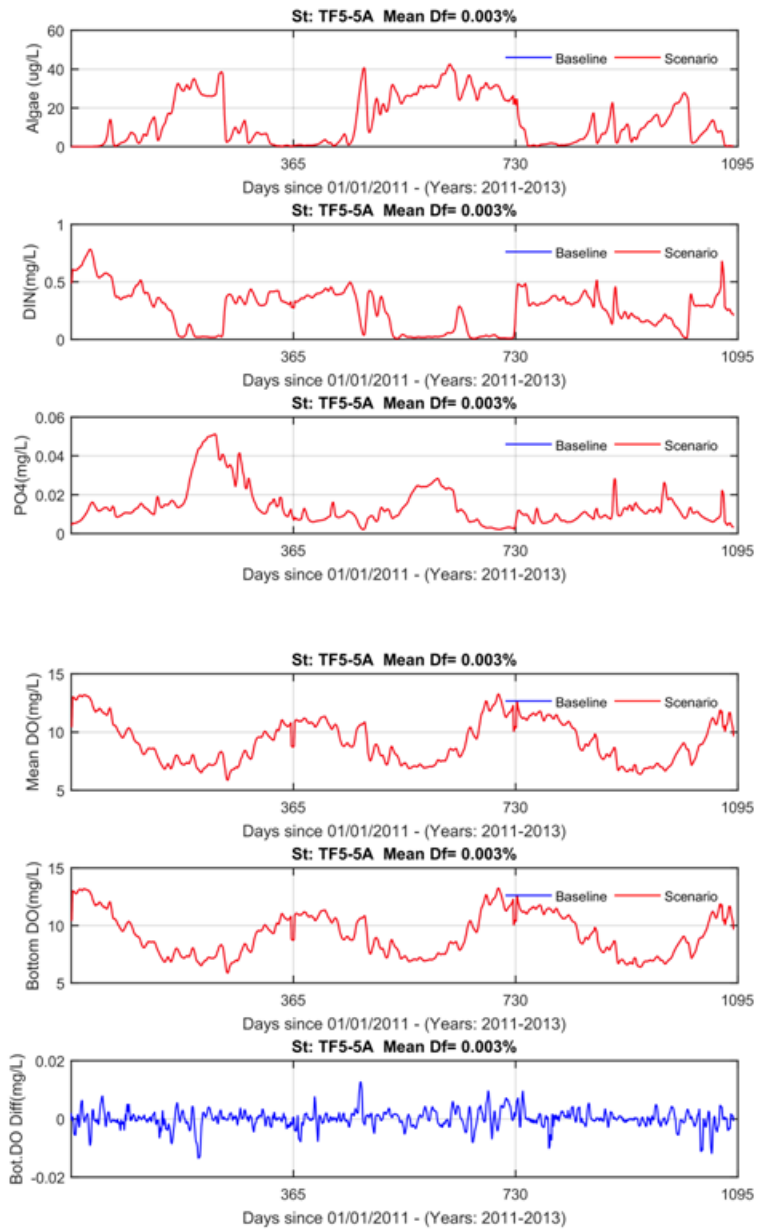 St: TF5-5A Mean Df= 0.003%
Algae (ug/L)
60
40
20
0
Baseline
Scenario
365
730
1095
Days since 01/01/2011 - (Years: 2011-2013)
St: TF5-5A Mean Df= 0.003%
DIN(mg/L)
1
0.5
0
Baseline
Scenario
365
730
1095
Days since 01/01/2011 - (Years: 2011-2013)
St: TF5-5A Mean Df= 0.003%
PO4(mg/L)
0.06
0.04
0.02
0
Baseline
Scenario
365
730
1095
Days since 01/01/2011 - (Years: 2011-2013)
St: TF5-5A Mean Df= 0.003%
Mean DO(mg/L)
15
10
5
Baseline
Scenario
365
730
1095
Days since 01/01/2011 - (Years: 2011-2013)
St: TF5-5A Mean Df= 0.003%
Bottom DO(mg/L)
15
10
5
Baseline
Scenario
365
730
1095
Days since 01/01/2011 - (Years: 2011-2013)
St: TF5-5A Mean Df= 0.003%
Bot.DO Diff(mg/L)
0.02
0
-0.02
365
730
1095
Days since 01/01/2011 - (Years: 2011-2013)